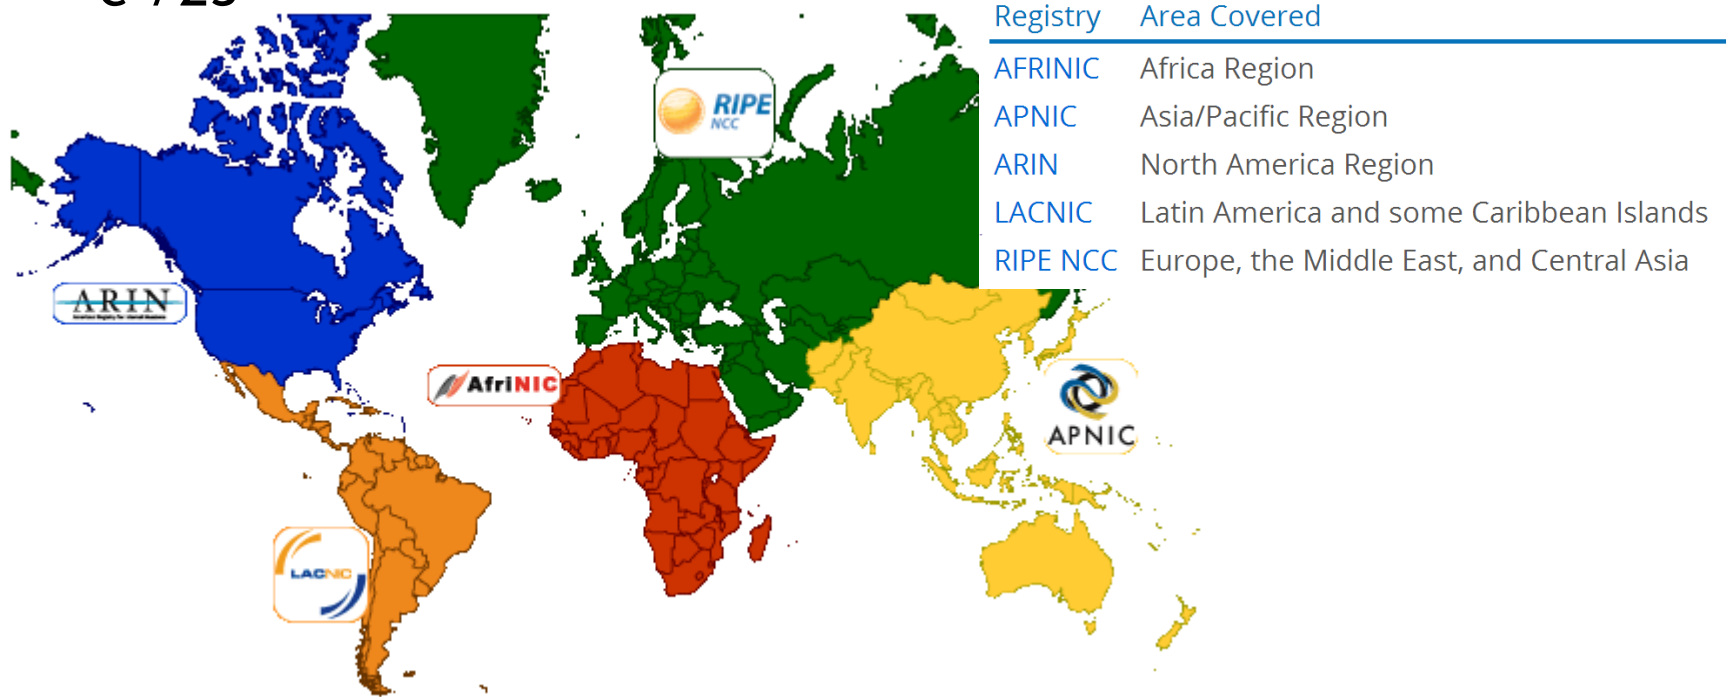 Registry Area Covered
AFRINIC Africa Region
APNIC Asia/Pacific Region
ARIN North America Region
LACNIC Latin America and some Caribbean Islands
RIPE NCC Europe, the Middle East, and Central Asia
RIPE
NCC
ARIN
AfriNIC
APNIC
LACNIC